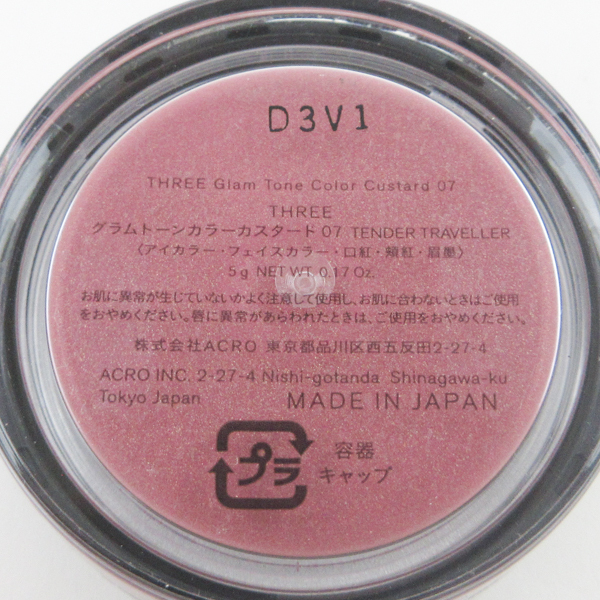 D3V1
THREE Glam Tone Color Custard 07
THREE
グラムトーンカラーカスタード 07 TENDER TRAVELLER
〈アイカラー・フェイスカラー・口紅・頬紅・眉墨〉
5g NET WT. 0.17 Oz.
お肌に異常が生じていないかよく注意して使用し、お肌に合わないときはご使用
をおやめください。唇に異常があらわれたときは、ご使用をおやめください。
株式会社ACRO 東京都品川区西五反田2-27-4
ACRO INC. 2-27-4 Nishi-gotanda Shinagawa-ku
Tokyo Japan MADE IN JAPAN
プラ 容器
キャップ